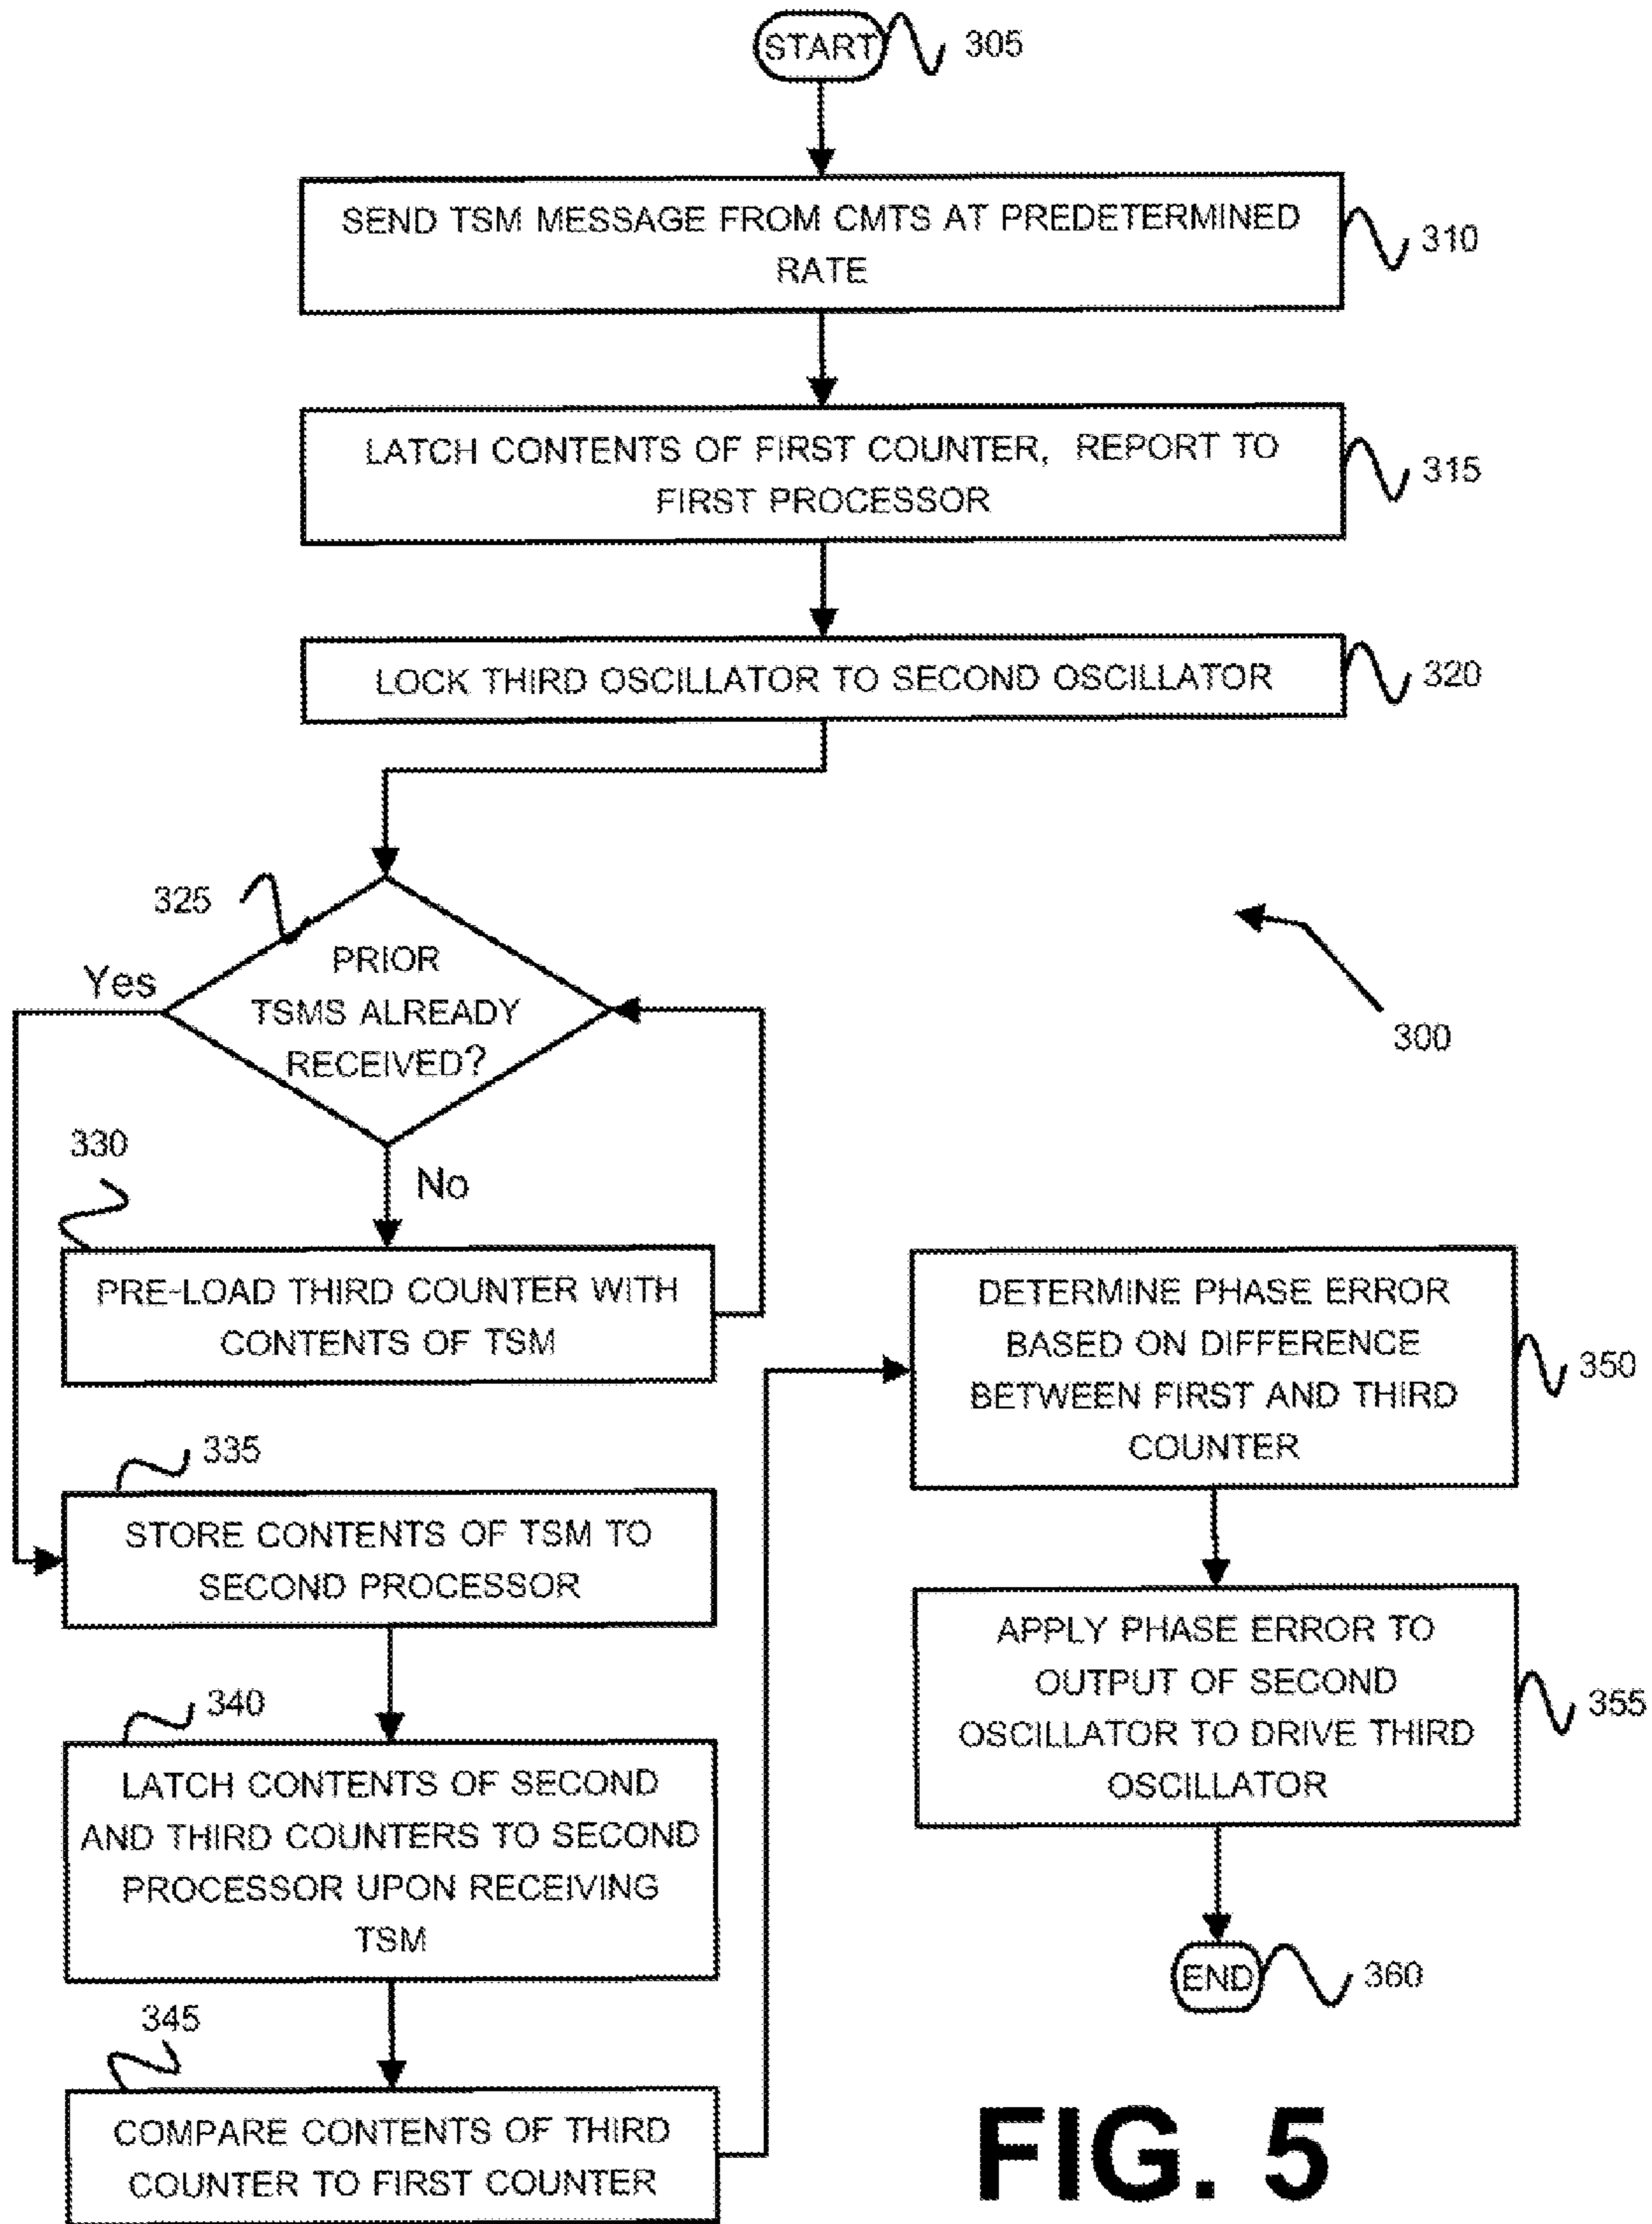 START
305
SEND TSM MESSAGE FROM CMTS AT PREDETERMINED
RATE
310
LATCH CONTENTS OF FIRST COUNTER, REPORT TO
FIRST PROCESSOR
315
LOCK THIRD OSCILLATOR TO SECOND OSCILLATOR
320
325
PRIOR
TSMS ALREADY
RECEIVED?
Yes
No
300
330
PRE-LOAD THIRD COUNTER WITH
CONTENTS OF TSM
335
STORE CONTENTS OF TSM TO
SECOND PROCESSOR
340
LATCH CONTENTS OF SECOND
AND THIRD COUNTERS TO SECOND
PROCESSOR UPON RECEIVING
TSM
345
COMPARE CONTENTS OF THIRD
COUNTER TO FIRST COUNTER
DETERMINE PHASE ERROR
BASED ON DIFFERENCE
BETWEEN FIRST AND THIRD
COUNTER
350
APPLY PHASE ERROR TO
OUTPUT OF SECOND
OSCILLATOR TO DRIVE THIRD
OSCILLATOR
355
END
360
FIG. 5